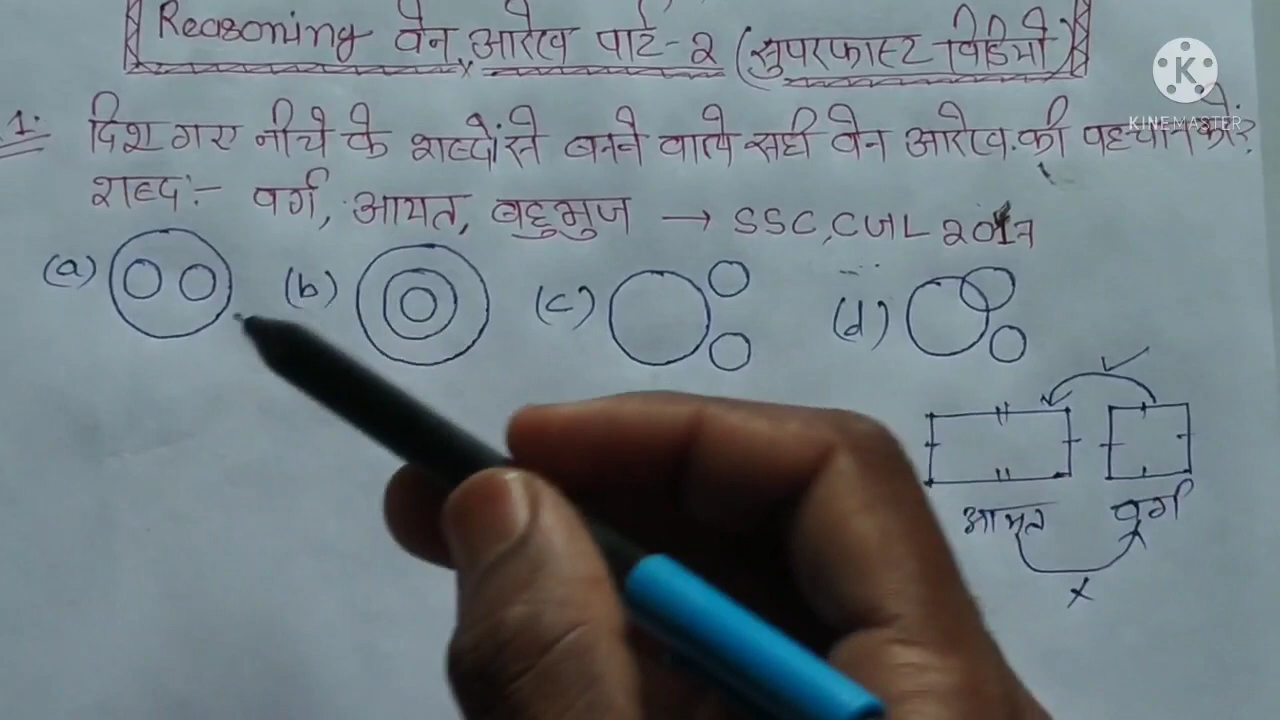 Reasoning वेन आरेख पार्ट-२ (सुपरफास्ट विडियो)
1. दिए गए नीचे के शब्दों से बनने वाले सही वेन आरेख की पहचान करें?
शब्द:- वर्ग, आयत, बहुभुज → SSC, CGL 2017
(a) (b) (c) (d)
आयत वर्ग
K
KINEMASTER